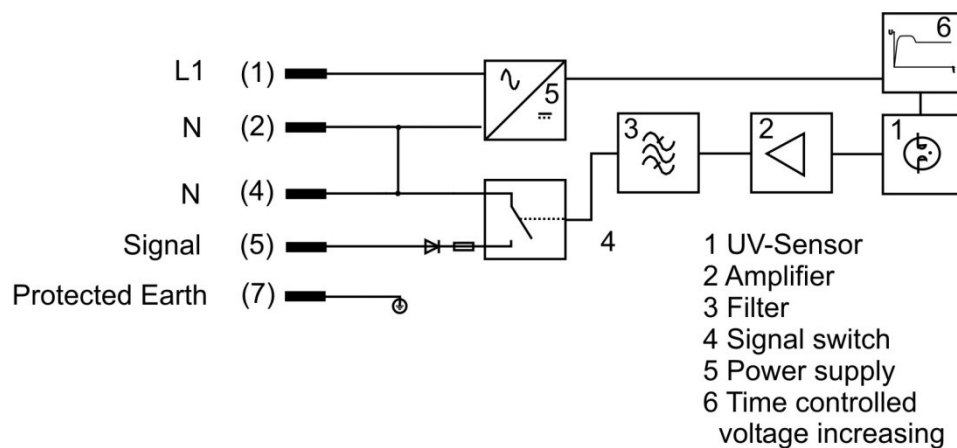 L1 (1)
N (2)
N (4)
Signal (5)
Protected Earth (7)
5
6
U
t
3
2
1
4
1 UV-Sensor
2 Amplifier
3 Filter
4 Signal switch
5 Power supply
6 Time controlled
voltage increasing